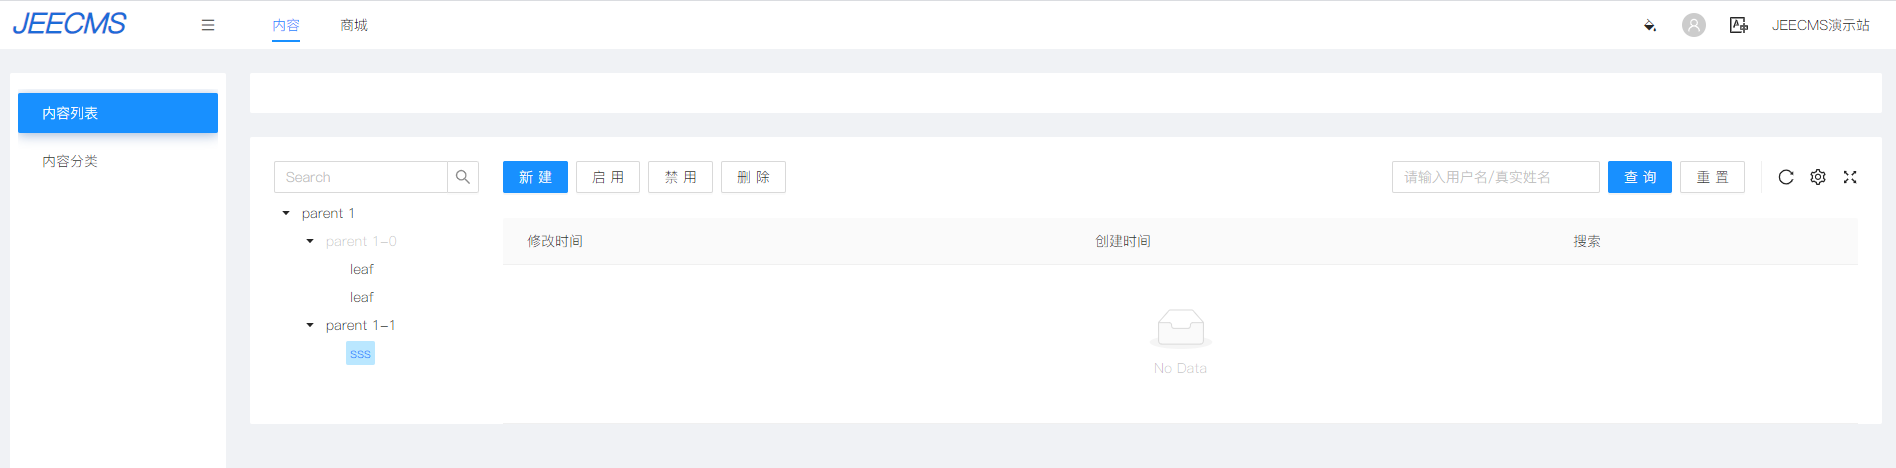 JEECMS
内容 商城
JEECMS演示站
内容列表
内容分类
Search
parent 1
parent 1-0
leaf
leaf
parent 1-1
sss
新建 启用 禁用 删除
请输入用户名/真实姓名 查询 重置
修改时间 创建时间 搜索
No Data